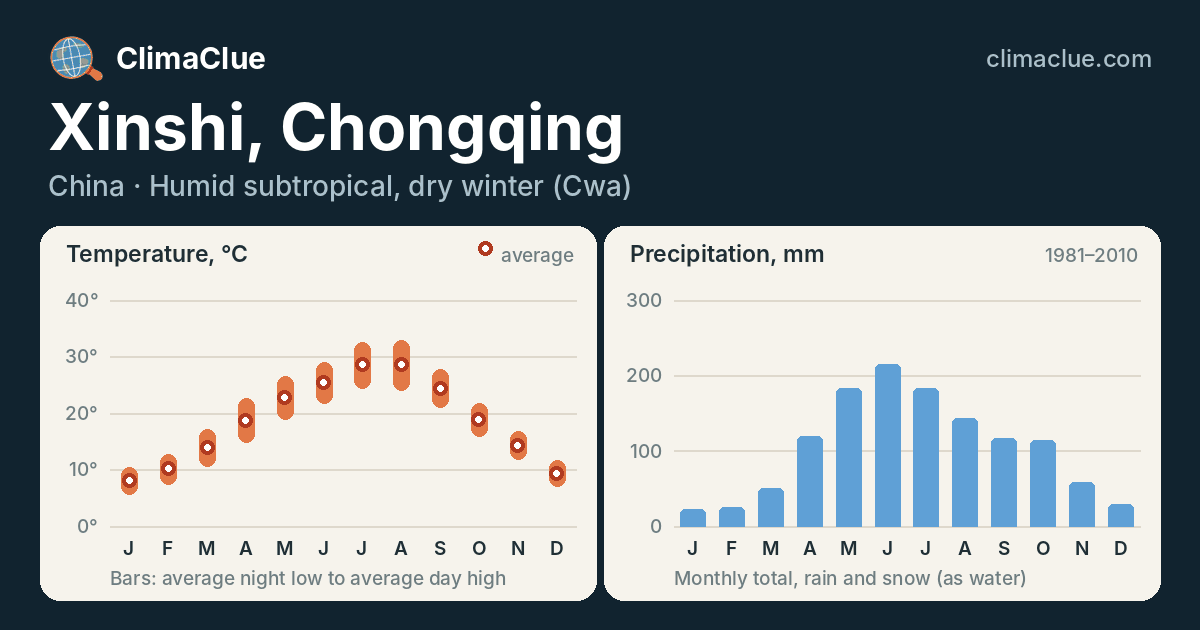 ClimaClue
climaclue.com
Xinshi, Chongqing
China · Humid subtropical, dry winter (Cwa)
Temperature, °C
average
40°
30°
20°
10°
0°
J F M A M J J A S O N D
Bars: average night low to average day high
Precipitation, mm
1981–2010
300
200
100
0
J F M A M J J A S O N D
Monthly total, rain and snow (as water)